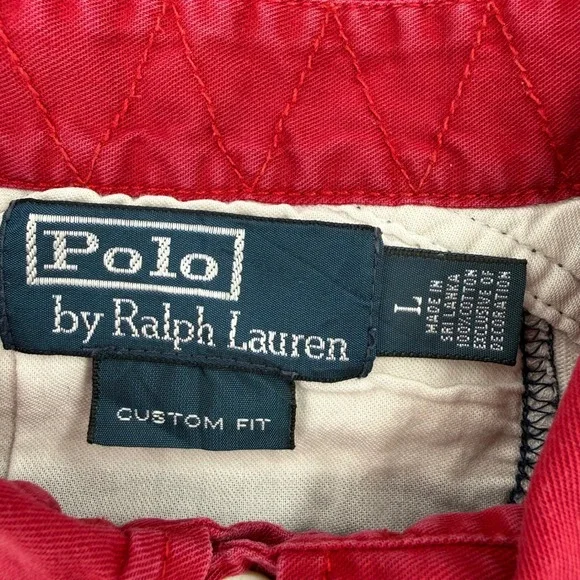 Polo
by Ralph Lauren
CUSTOM FIT
L
MADE IN
SRI LANKA
100% COTTON
EXCLUSIVE OF
DECORATION